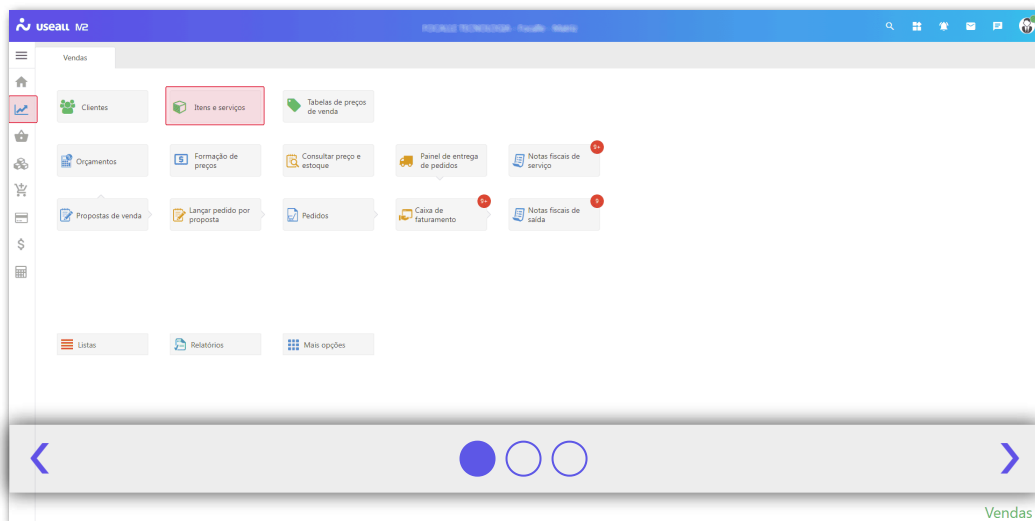 useall M2
Vendas
Clientes
Itens e serviços
Tabelas de preços
de venda
Orçamentos
Formação de
preços
Consultar preço e
estoque
Painel de entrega
de pedidos
Notas fiscais de
serviço
9+
Propostas de venda
Lançar pedido por
proposta
Pedidos
Caixa de
faturamento
9+
Notas fiscais de
saída
9
Listas
Relatórios
Mais opções
Vendas